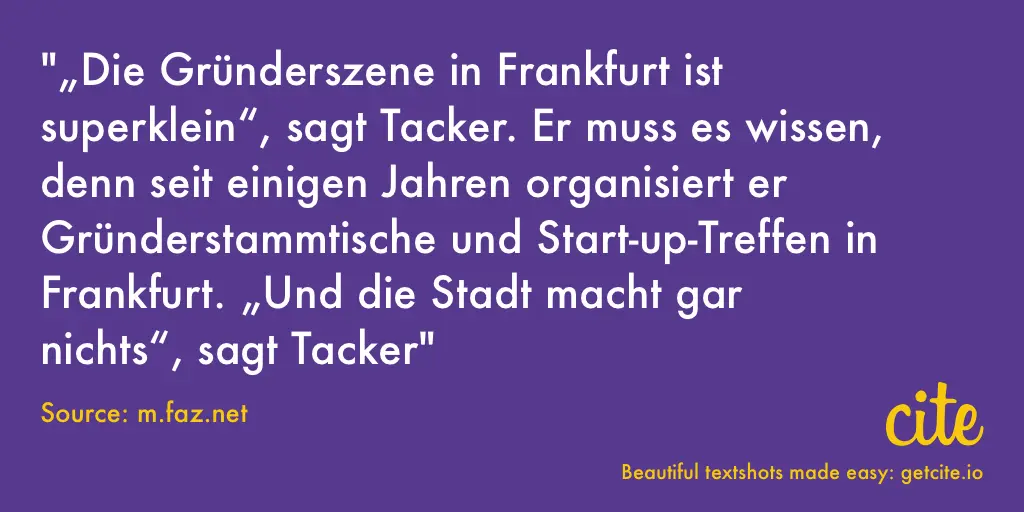 "„Die Gründerszene in Frankfurt ist
superklein“, sagt Tacker. Er muss es wissen,
denn seit einigen Jahren organisiert er
Gründerstammtische und Start-up-Treffen in
Frankfurt. „Und die Stadt macht gar
nichts“, sagt Tacker"
Source: m.faz.net
cite
Beautiful textshots made easy: getcite.io